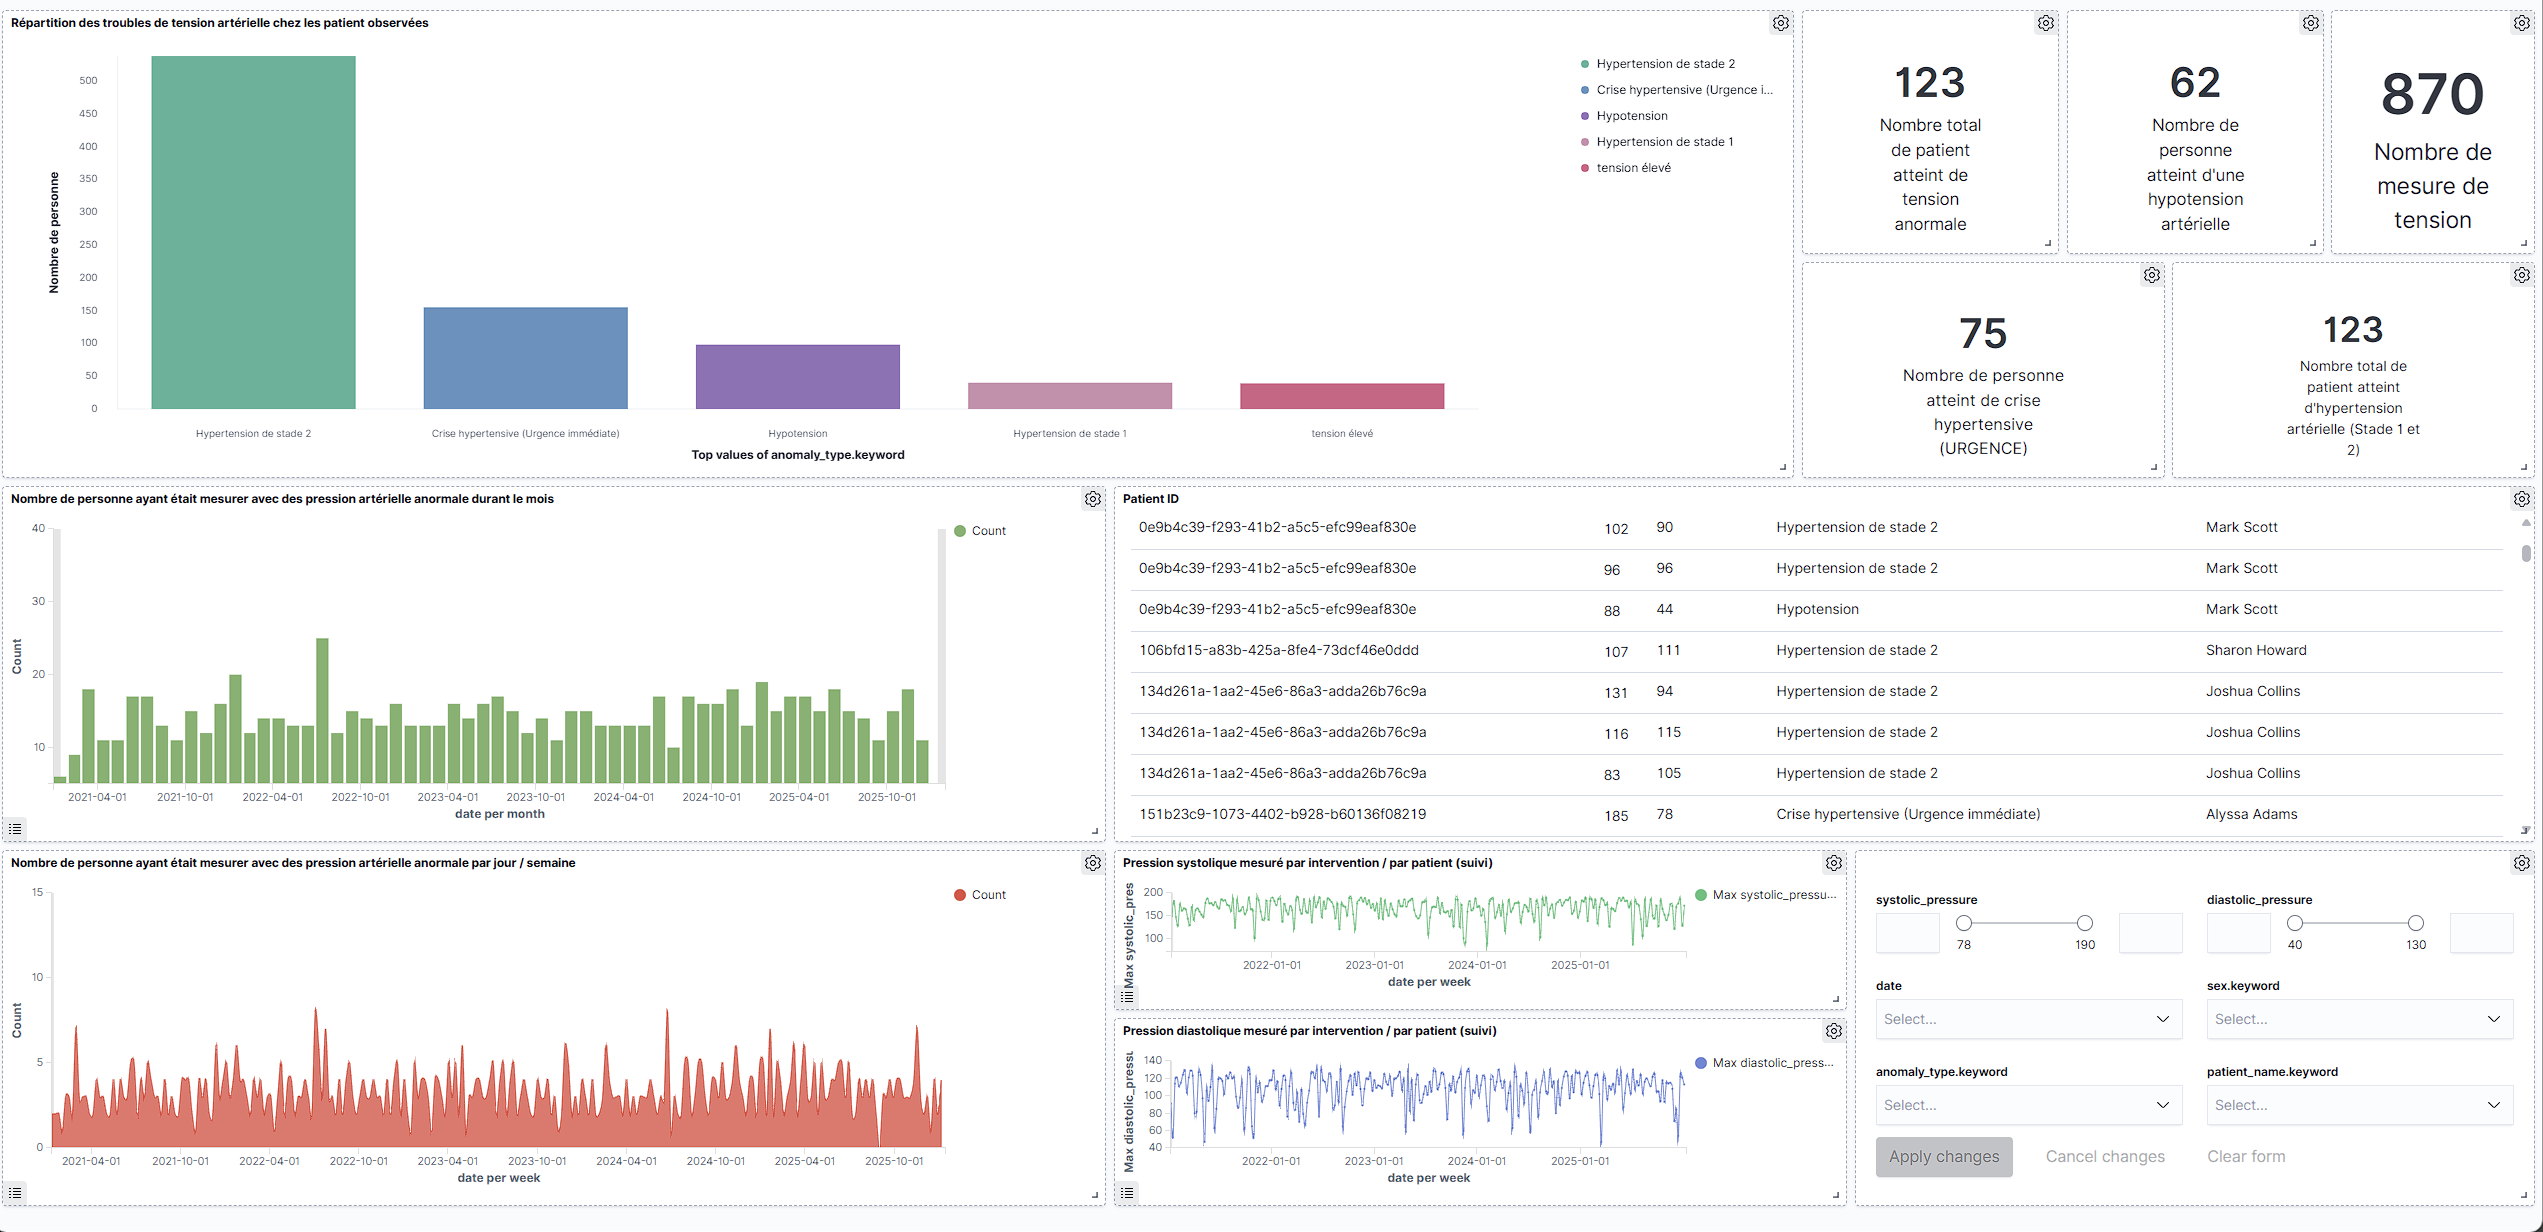 Répartition des troubles de tension artérielle chez les patient observées
Nombre de personne
500
450
400
350
300
250
200
150
100
50
0
Hypertension de stade 2
Crise hypertensive (Urgence immédiate)
Hypotension
Hypertension de stade 1
tension élevé
Top values of anomaly_type.keyword
Hypertension de stade 2
Crise hypertensive (Urgence i...
Hypotension
Hypertension de stade 1
tension élevé
123
Nombre total
de patient
atteint de
tension
anormale
62
Nombre de
personne
atteint d'une
hypotension
artérielle
870
Nombre de
mesure de
tension
75
Nombre de personne
atteint de crise
hypertensive
(URGENCE)
123
Nombre total de
patient atteint
d'hypertension
artérielle (Stade 1 et
2)
Nombre de personne ayant était mesurer avec des pression artérielle anormale durant le mois
Count
40
30
20
10
2021-04-01 2021-10-01 2022-04-01 2022-10-01 2023-04-01 2023-10-01 2024-04-01 2024-10-01 2025-04-01 2025-10-01
date per month
Count
Patient ID
0e9b4c39-f293-41b2-a5c5-efc99eaf830e 102 90 Hypertension de stade 2 Mark Scott
0e9b4c39-f293-41b2-a5c5-efc99eaf830e 96 96 Hypertension de stade 2 Mark Scott
0e9b4c39-f293-41b2-a5c5-efc99eaf830e 88 44 Hypotension Mark Scott
106bfd15-a83b-425a-8fe4-73dcf46e0ddd 107 111 Hypertension de stade 2 Sharon Howard
134d261a-1aa2-45e6-86a3-adda26b76c9a 131 94 Hypertension de stade 2 Joshua Collins
134d261a-1aa2-45e6-86a3-adda26b76c9a 116 115 Hypertension de stade 2 Joshua Collins
134d261a-1aa2-45e6-86a3-adda26b76c9a 83 105 Hypertension de stade 2 Joshua Collins
151b23c9-1073-4402-b928-b60136f08219 185 78 Crise hypertensive (Urgence immédiate) Alyssa Adams
Nombre de personne ayant était mesurer avec des pression artérielle anormale par jour / semaine
Count
15
10
5
0
2021-04-01 2021-10-01 2022-04-01 2022-10-01 2023-04-01 2023-10-01 2024-04-01 2024-10-01 2025-04-01 2025-10-01
date per week
Count
Pression systolique mesuré par intervention / par patient (suivi)
Max systolic_pres
200
150
100
2022-01-01 2023-01-01 2024-01-01 2025-01-01
date per week
Max systolic_pressu...
Pression diastolique mesuré par intervention / par patient (suivi)
Max diastolic_pressu
140
120
100
80
60
40
2022-01-01 2023-01-01 2024-01-01 2025-01-01
date per week
Max diastolic_press...
systolic_pressure
78 190
diastolic_pressure
40 130
date
Select...
sex.keyword
Select...
anomaly_type.keyword
Select...
patient_name.keyword
Select...
Apply changes
Cancel changes
Clear form